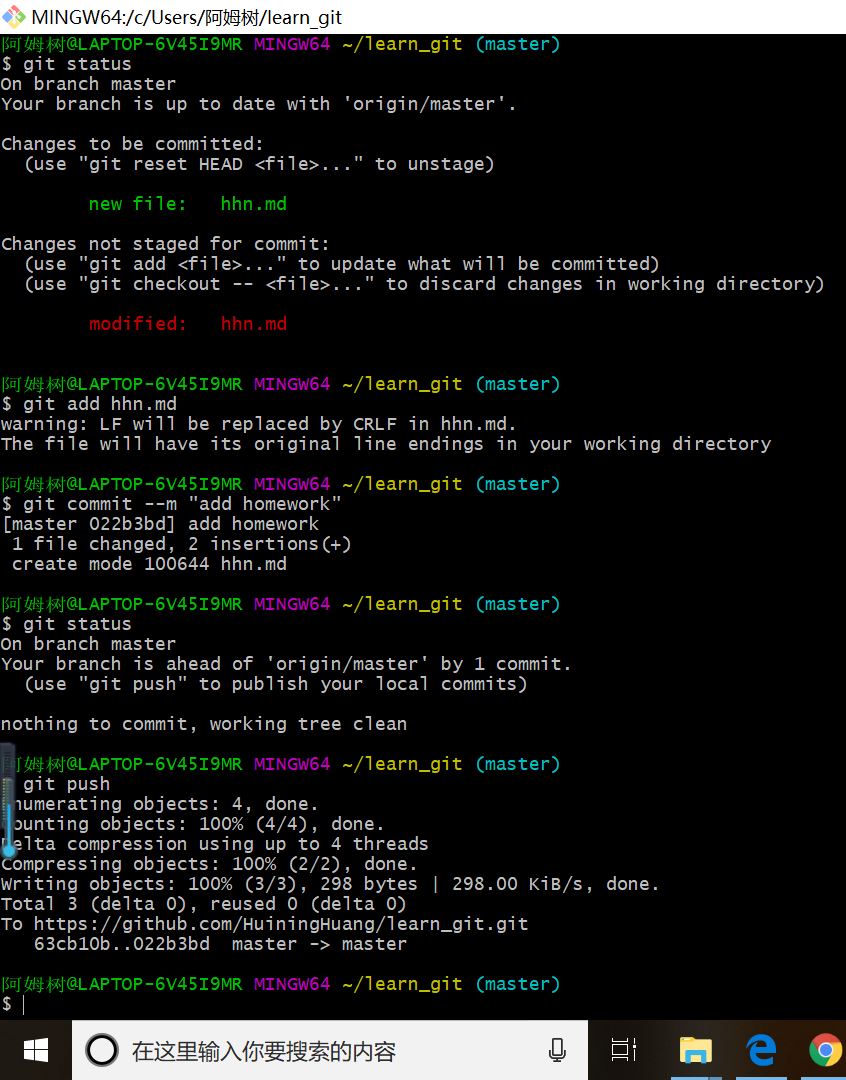 MINGW64:/c/Users/阿姆树/learn_git
阿姆树@LAPTOP-6V45I9MR MINGW64 ~/learn_git (master)
$ git status
On branch master
Your branch is up to date with 'origin/master'.
Changes to be committed:
(use "git reset HEAD <file>..." to unstage)
new file: hhn.md
Changes not staged for commit:
(use "git add <file>..." to update what will be committed)
(use "git checkout -- <file>..." to discard changes in working directory)
modified: hhn.md
阿姆树@LAPTOP-6V45I9MR MINGW64 ~/learn_git (master)
$ git add hhn.md
warning: LF will be replaced by CRLF in hhn.md.
The file will have its original line endings in your working directory
阿姆树@LAPTOP-6V45I9MR MINGW64 ~/learn_git (master)
$ git commit --m "add homework"
[master 022b3bd] add homework
1 file changed, 2 insertions(+)
create mode 100644 hhn.md
阿姆树@LAPTOP-6V45I9MR MINGW64 ~/learn_git (master)
$ git status
On branch master
Your branch is ahead of 'origin/master' by 1 commit.
(use "git push" to publish your local commits)
nothing to commit, working tree clean
阿姆树@LAPTOP-6V45I9MR MINGW64 ~/learn_git (master)
git push
numerating objects: 4, done.
ounting objects: 100% (4/4), done.
Delta compression using up to 4 threads
Compressing objects: 100% (2/2), done.
Writing objects: 100% (3/3), 298 bytes | 298.00 KiB/s, done.
Total 3 (delta 0), reused 0 (delta 0)
To https://github.com/HuiningHuang/learn_git.git
63cb10b..022b3bd master -> master
阿姆树@LAPTOP-6V45I9MR MINGW64 ~/learn_git (master)
$
在这里输入你要搜索的内容